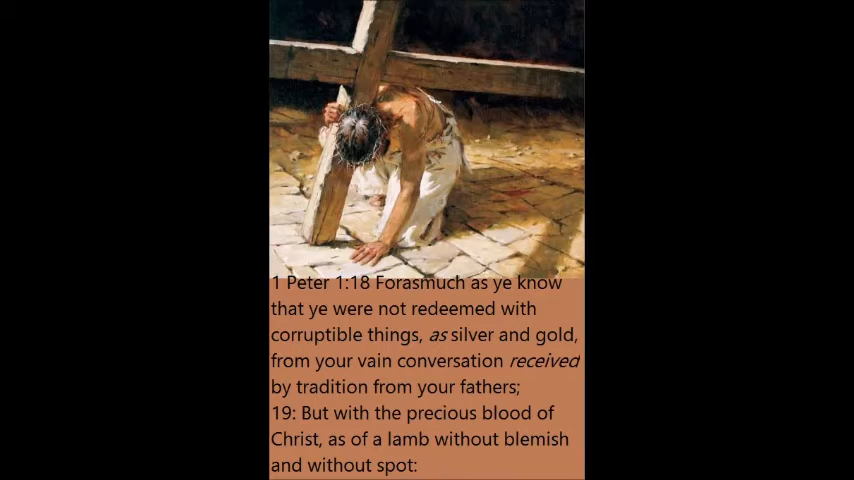 1 Peter 1:18 Forasmuch as ye know
that ye were not redeemed with
corruptible things, as silver and gold,
from your vain conversation received
by tradition from your fathers;
19: But with the precious blood of
Christ, as of a lamb without blemish
and without spot: